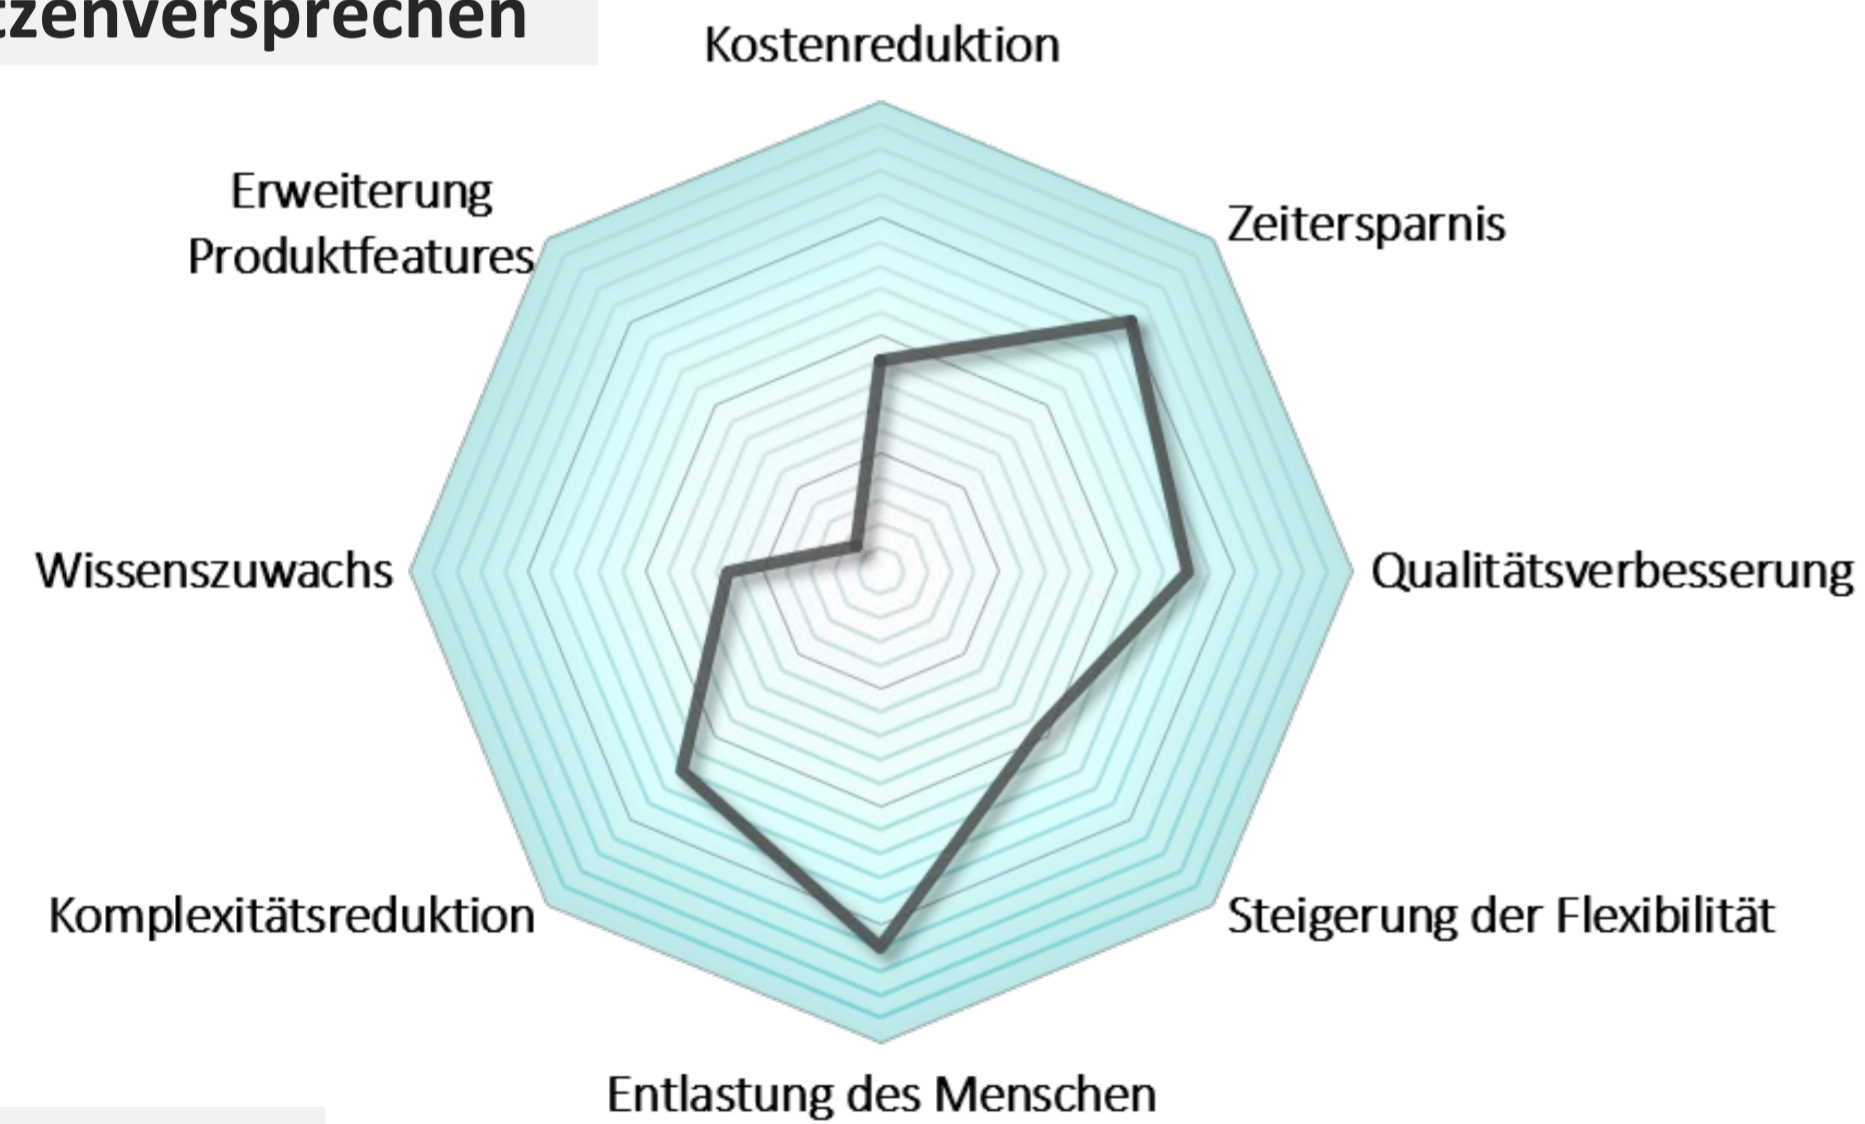 tzenversprechen
Kostenreduktion
Erweiterung
Produktfeatures
Zeitersparnis
Wissenszuwachs
Qualitätsverbesserung
Komplexitätsreduktion
Steigerung der Flexibilität
Entlastung des Menschen